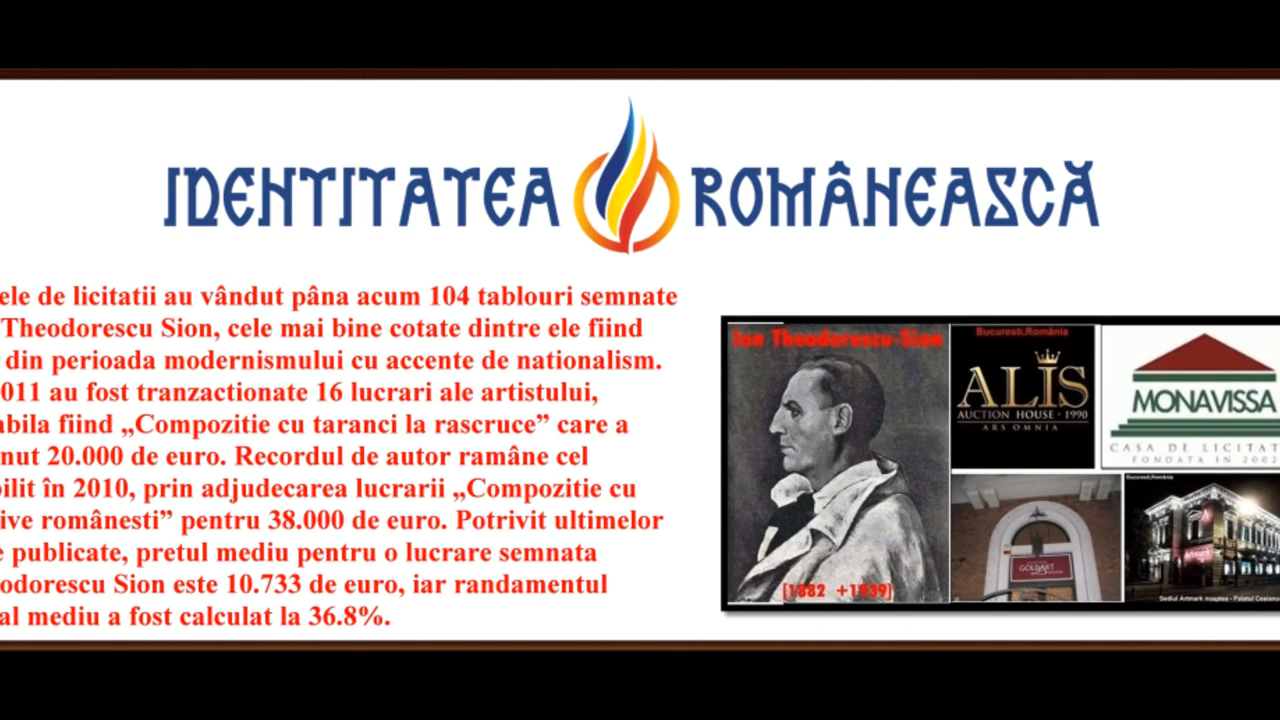 IDENTITATEA ROMÂNEASCĂ
ele de licitatii au vândut pâna acum 104 tablouri semnate
Theodorescu Sion, cele mai bine cotate dintre ele fiind
din perioada modernismului cu accente de nationalism.
011 au fost tranzactionate 16 lucrari ale artistului,
abila fiind „Compozitie cu taranci la rascruce” care a
nut 20.000 de euro. Recordul de autor ramâne cel
bilit în 2010, prin adjudecarea lucrarii „Compozitie cu
ive românesti” pentru 38.000 de euro. Potrivit ultimelor
e publicate, pretul mediu pentru o lucrare semnata
eodorescu Sion este 10.733 de euro, iar randamentul
al mediu a fost calculat la 36.8%.
Ion Theodorescu-Sion
[1882 +1939]
Bucuresti,România
ALIS
AUCTION HOUSE · 1990
ARS OMNIA
MONAVISSA
CASA DE LICITAT
FONDATA IN 2002
GOLDART
Bucuresti,România
Artmark
Sediul Artmark noaptea - Palatul Cesianu